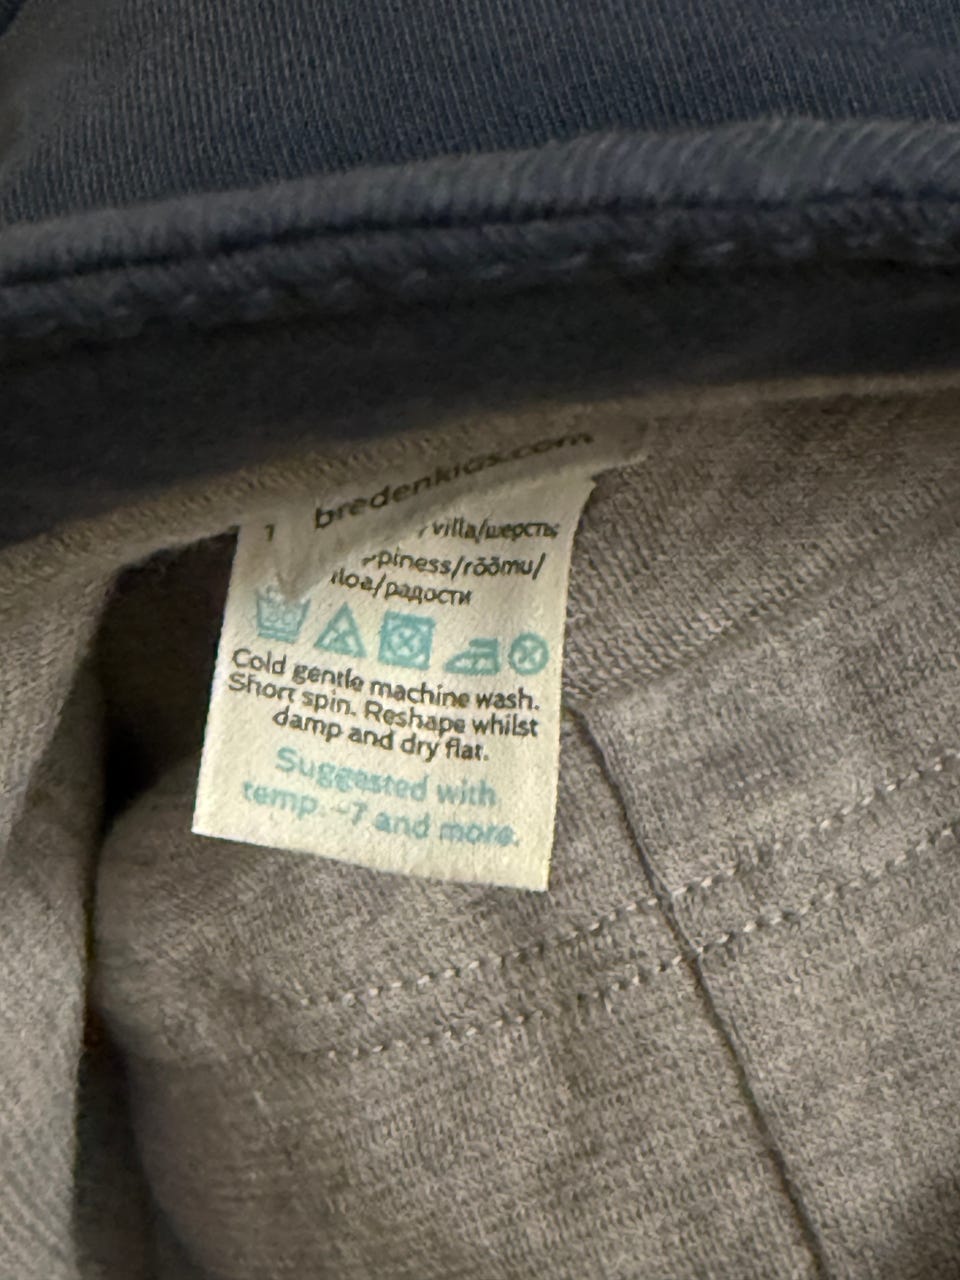 bredenkids.com
villa/шерсть
rõõmu/
радости
Cold gentle machine wash.
Short spin. Reshape whilst
damp and dry flat.
Suggested with
temp. -7 and more.